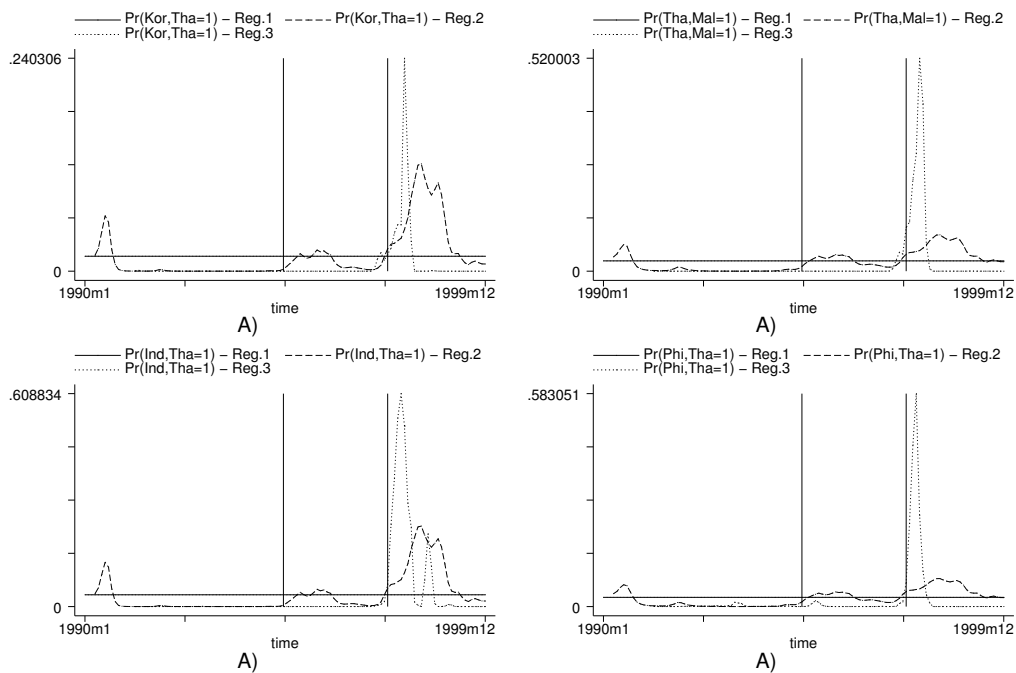 Pr(Kor,Tha=1) − Reg.1 Pr(Kor,Tha=1) − Reg.2
Pr(Kor,Tha=1) − Reg.3
.240306
0
1990m1 1999m12
time
A)
Pr(Tha,Mal=1) − Reg.1 Pr(Tha,Mal=1) − Reg.2
Pr(Tha,Mal=1) − Reg.3
.520003
0
1990m1 1999m12
time
A)
Pr(Ind,Tha=1) − Reg.1 Pr(Ind,Tha=1) − Reg.2
Pr(Ind,Tha=1) − Reg.3
.608834
0
1990m1 1999m12
time
A)
Pr(Phi,Tha=1) − Reg.1 Pr(Phi,Tha=1) − Reg.2
Pr(Phi,Tha=1) − Reg.3
.583051
0
1990m1 1999m12
time
A)